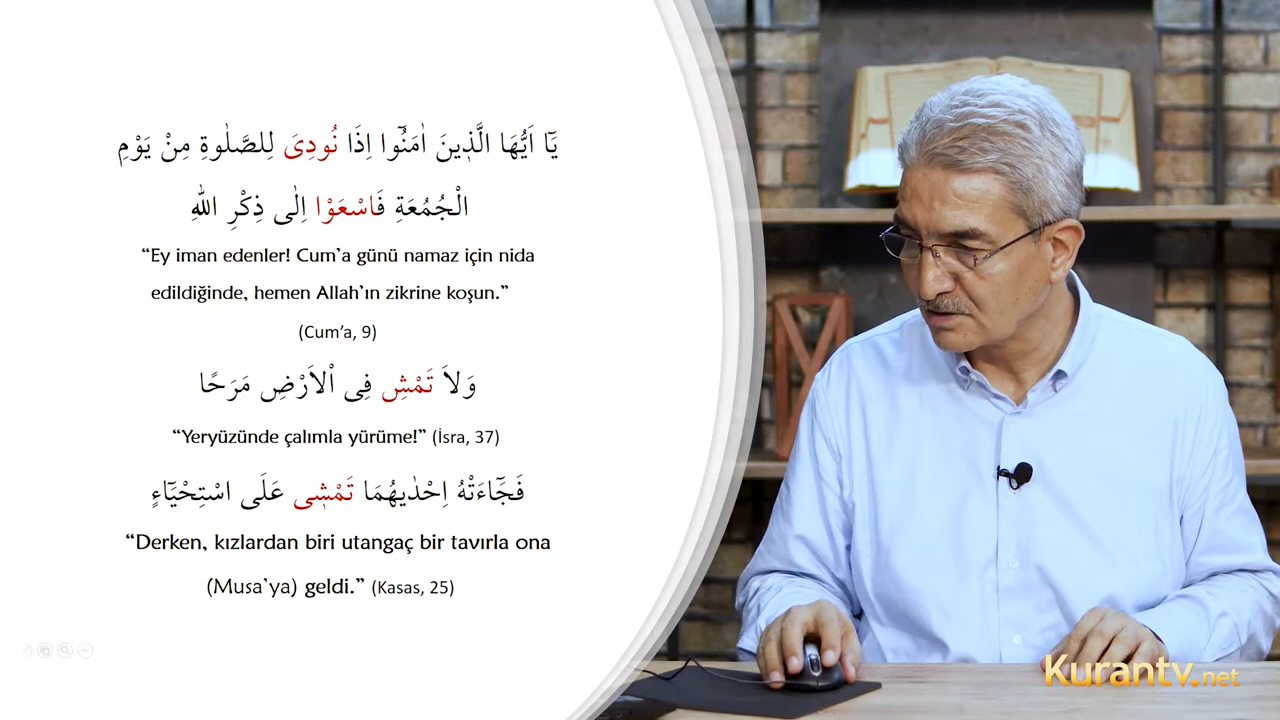 يَٓا اَيُّهَا الَّذ۪ينَ اٰمَنُٓوا اِذَا نُودِىَ لِلصَّلٰوةِ مِنْ يَوْمِ
الْجُمُعَةِ فَاسْعَوْا اِلٰى ذِكْرِ اللّٰهِ
“Ey iman edenler! Cum’a günü namaz için nida
edildiğinde, hemen Allah’ın zikrine koşun.”
(Cum’a, 9)
وَلاَ تَمْشِ فِى اْلاَرْضِ مَرَحًا
“Yeryüzünde çalımla yürüme!” (İsra, 37)
فَجَٓاءَتْهُ اِحْدٰيهُمَا تَمْش۪ى عَلَى اسْتِحْيَٓاءٍ
“Derken, kızlardan biri utangaç bir tavırla ona
(Musa’ya) geldi.” (Kasas, 25)
Kurantv.net